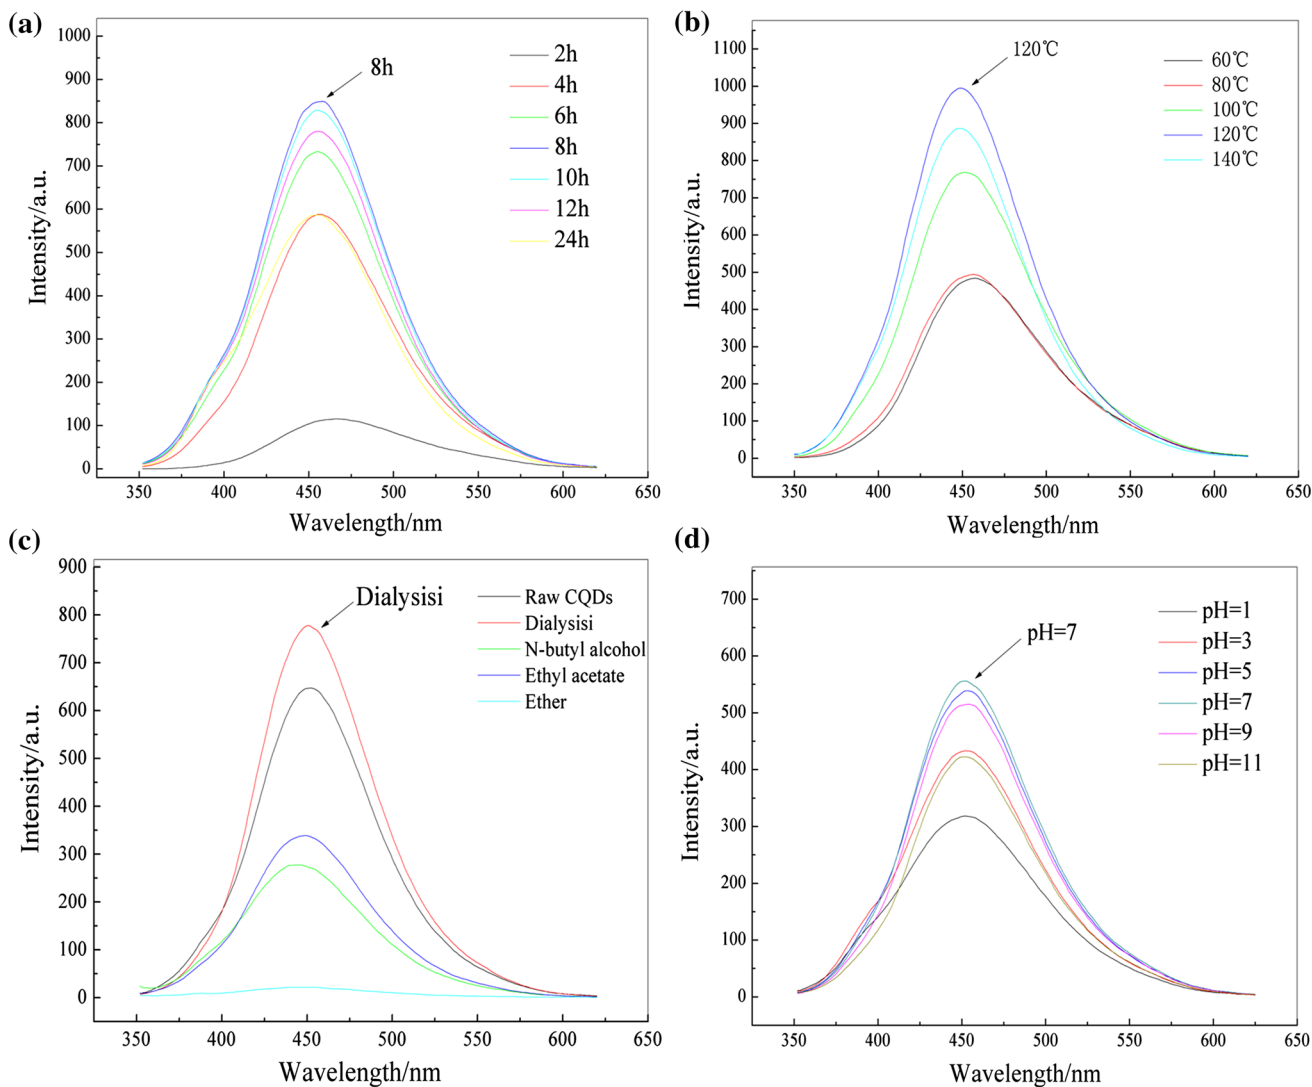 (a)
1000
900
800
700
600
500
400
300
200
100
0
Intensity/a.u.
350 400 450 500 550 600 650
Wavelength/nm
8h
2h
4h
6h
8h
10h
12h
24h
(b)
1100
1000
900
800
700
600
500
400
300
200
100
0
Intensity/a.u.
350 400 450 500 550 600 650
Wavelength/nm
120℃
60℃
80℃
100℃
120℃
140℃
(c)
900
800
700
600
500
400
300
200
100
0
Intensity/a.u.
350 400 450 500 550 600 650
Wavelength/nm
Dialysisi
Raw CQDs
Dialysisi
N-butyl alcohol
Ethyl acetate
Ether
(d)
700
600
500
400
300
200
100
0
Intensity/a.u.
350 400 450 500 550 600 650
Wavelength/nm
pH=7
pH=1
pH=3
pH=5
pH=7
pH=9
pH=11